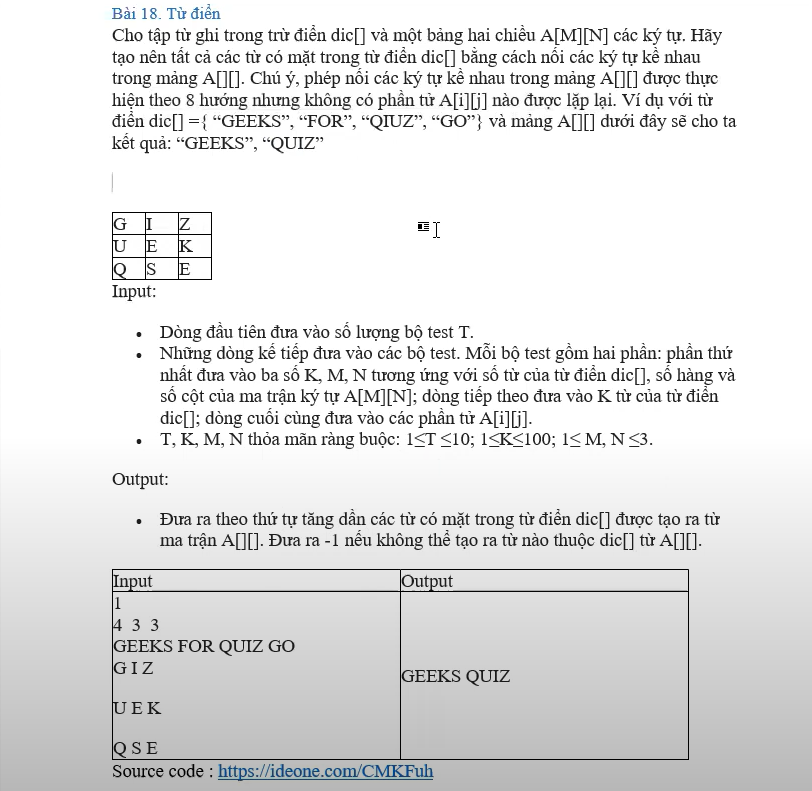 Bài 18. Từ điển
Cho tập từ ghi trong trừ điển dic[] và một bảng hai chiều A[M][N] các ký tự. Hãy
tạo nên tất cả các từ có mặt trong từ điển dic[] bằng cách nối các ký tự kề nhau
trong mảng A[][]. Chú ý, phép nối các ký tự kề nhau trong mảng A[][] được thực
hiện theo 8 hướng nhưng không có phần tử A[i][j] nào được lặp lại. Ví dụ với từ
điển dic[] ={ “GEEKS”, “FOR”, “QIUZ”, “GO”} và mảng A[][] dưới đây sẽ cho ta
kết quả: “GEEKS”, “QUIZ”
G I Z
U E K
Q S E
Input:
• Dòng đầu tiên đưa vào số lượng bộ test T.
• Những dòng kế tiếp đưa vào các bộ test. Mỗi bộ test gồm hai phần: phần thứ
nhất đưa vào ba số K, M, N tương ứng với số từ của từ điển dic[], số hàng và
số cột của ma trận ký tự A[M][N]; dòng tiếp theo đưa vào K từ của từ điển
dic[]; dòng cuối cùng đưa vào các phần tử A[i][j].
• T, K, M, N thỏa mãn ràng buộc: 1≤T ≤10; 1≤K≤100; 1≤ M, N ≤3.
Output:
• Đưa ra theo thứ tự tăng dần các từ có mặt trong từ điển dic[] được tạo ra từ
ma trận A[][]. Đưa ra -1 nếu không thể tạo ra từ nào thuộc dic[] từ A[][].
Input Output
1
4 3 3
GEEKS FOR QUIZ GO
G I Z
GEEKS QUIZ
U E K
Q S E
Source code : https://ideone.com/CMKFuh